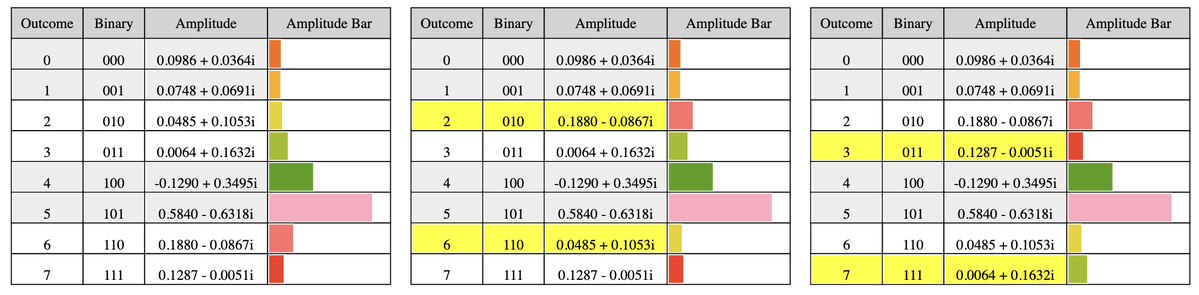 Outcome Binary Amplitude Amplitude Bar
0 000 0.0986 + 0.0364i
1 001 0.0748 + 0.0691i
2 010 0.0485 + 0.1053i
3 011 0.0064 + 0.1632i
4 100 -0.1290 + 0.3495i
5 101 0.5840 - 0.6318i
6 110 0.1880 - 0.0867i
7 111 0.1287 - 0.0051i
Outcome Binary Amplitude Amplitude Bar
0 000 0.0986 + 0.0364i
1 001 0.0748 + 0.0691i
2 010 0.1880 - 0.0867i
3 011 0.0064 + 0.1632i
4 100 -0.1290 + 0.3495i
5 101 0.5840 - 0.6318i
6 110 0.0485 + 0.1053i
7 111 0.1287 - 0.0051i
Outcome Binary Amplitude Amplitude Bar
0 000 0.0986 + 0.0364i
1 001 0.0748 + 0.0691i
2 010 0.1880 - 0.0867i
3 011 0.1287 - 0.0051i
4 100 -0.1290 + 0.3495i
5 101 0.5840 - 0.6318i
6 110 0.0485 + 0.1053i
7 111 0.0064 + 0.1632i